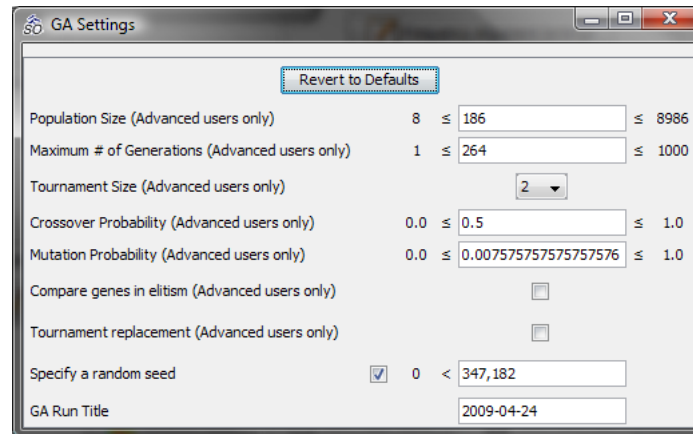 SO GA Settings
Revert to Defaults
Population Size (Advanced users only) 8 ≤ 186 ≤ 8986
Maximum # of Generations (Advanced users only) 1 ≤ 264 ≤ 1000
Tournament Size (Advanced users only) 2
Crossover Probability (Advanced users only) 0.0 ≤ 0.5 ≤ 1.0
Mutation Probability (Advanced users only) 0.0 ≤ 0.007575757575757576 ≤ 1.0
Compare genes in elitism (Advanced users only)
Tournament replacement (Advanced users only)
Specify a random seed 0 < 347,182
GA Run Title 2009-04-24